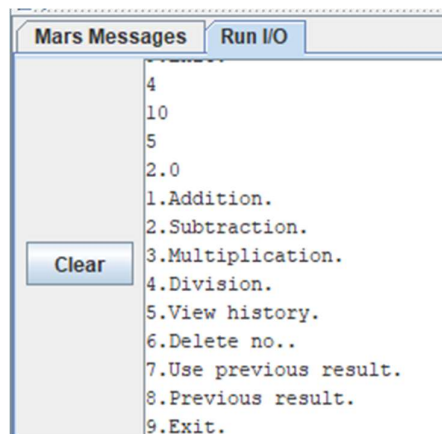 Mars Messages Run I/O
4
10
5
2.0
1.Addition.
2.Subtraction.
3.Multiplication.
Clear
4.Division.
5.View history.
6.Delete no..
7.Use previous result.
8.Previous result.
9.Exit.